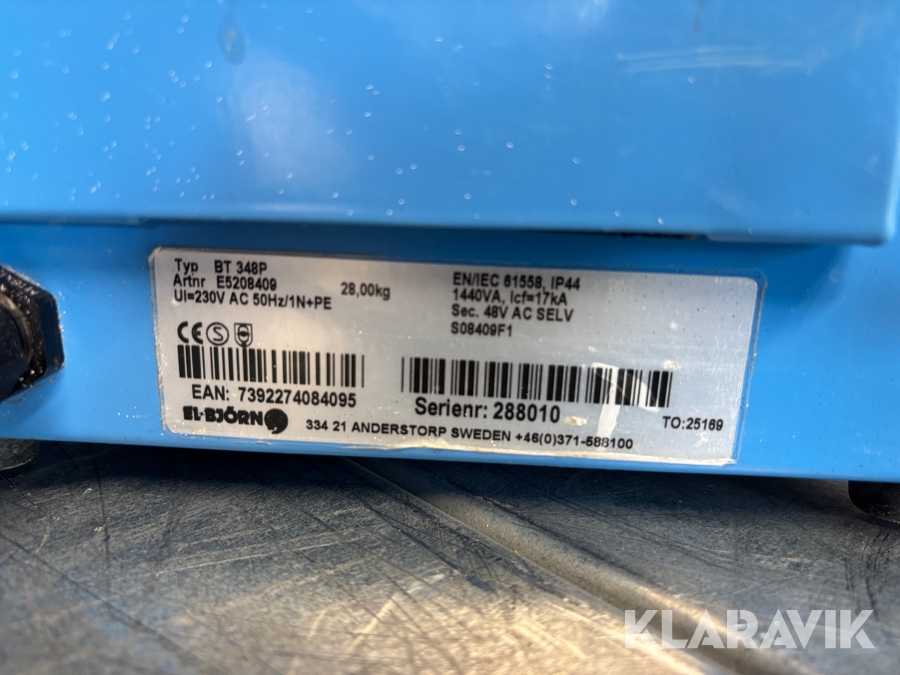 Typ BT 348P
Artnr E5208409
UI=230V AC 50Hz/1N+PE
28,00kg
EN/IEC 61558, IP44
1440VA, Icf=17kA
Sec. 48V AC SELV
S08409F1
CE S
EAN: 7392274084095
Serienr: 288010
TO:25169
EL-BJÖRN
334 21 ANDERSTORP SWEDEN +46(0)371-588100
KLARAVIK